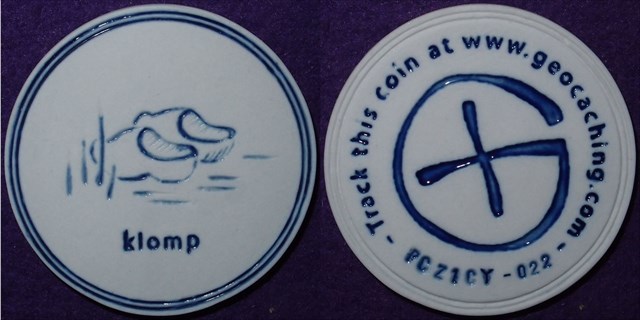 klomp
- Track this coin at www.geocaching.com -
PCZ1CY - 022